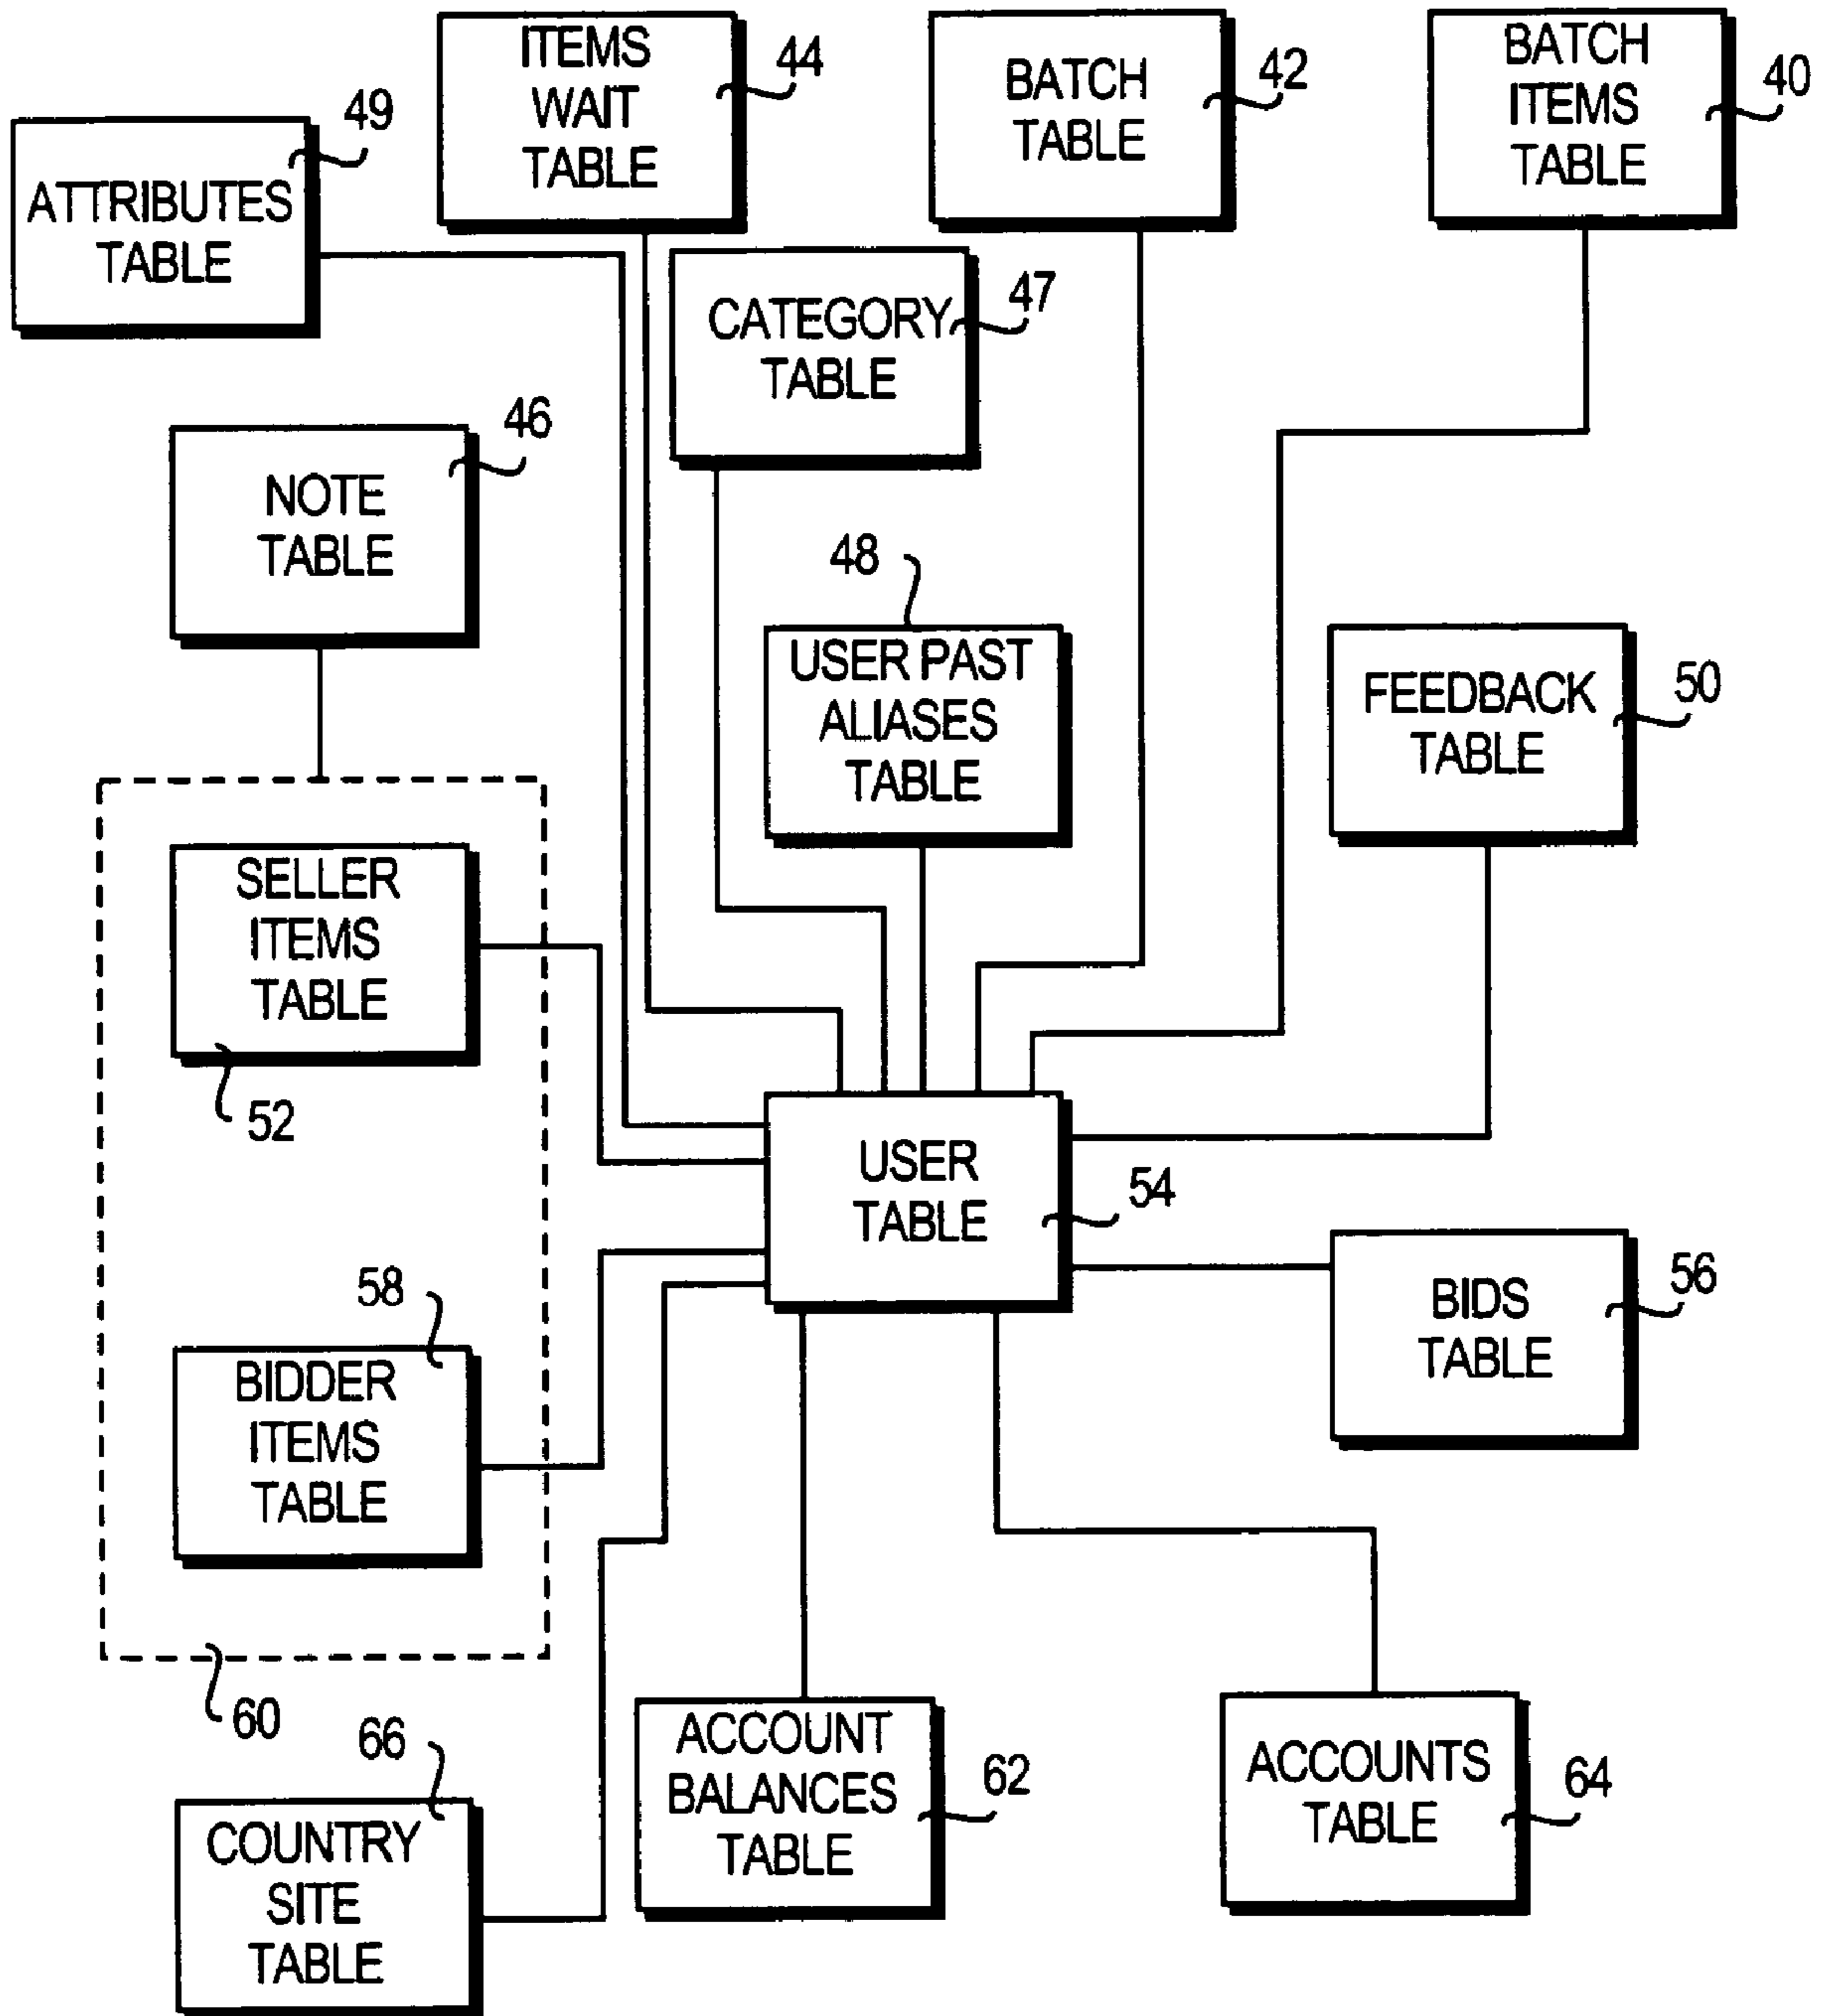 ITEMS
WAIT
TABLE
44
BATCH
TABLE
42
BATCH
ITEMS
TABLE
40
ATTRIBUTES
TABLE
49
CATEGORY
TABLE
47
NOTE
TABLE
46
48
USER PAST
ALIASES
TABLE
FEEDBACK
TABLE
50
SELLER
ITEMS
TABLE
52
USER
TABLE
54
BIDS
TABLE
56
58
BIDDER
ITEMS
TABLE
60
66
COUNTRY
SITE
TABLE
ACCOUNT
BALANCES
TABLE
62
ACCOUNTS
TABLE
64